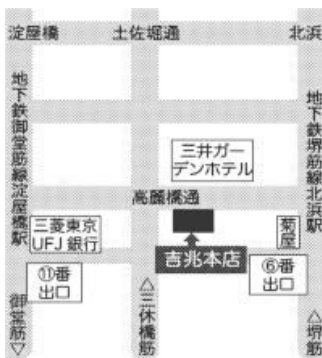 淀屋橋
土佐堀通
北浜
地下鉄御堂筋線淀屋橋駅
地下鉄堺筋線北浜駅
三井ガー
デンホテル
高麗橋通
三菱東京
UFJ 銀行
菊屋
吉兆本店
⑪番
出口
⑥番
出口
御堂筋▽
△三休橋筋
△堺筋